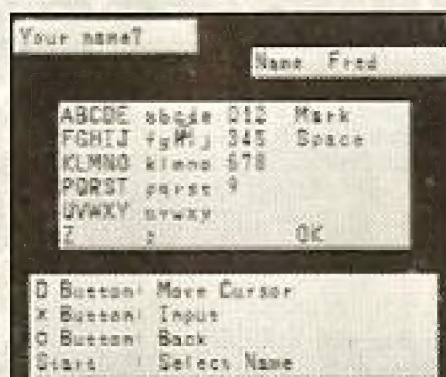 Your name?
Name Fred
ABCDE abcde 012 Mark
FGHIJ fghij 345 Space
KLMNO klmno 678
PQRST pqrst 9
UVWXY uvwxy
Z z OK
D Button: Move Cursor
× Button: Input
O Button: Back
Start : Select Name